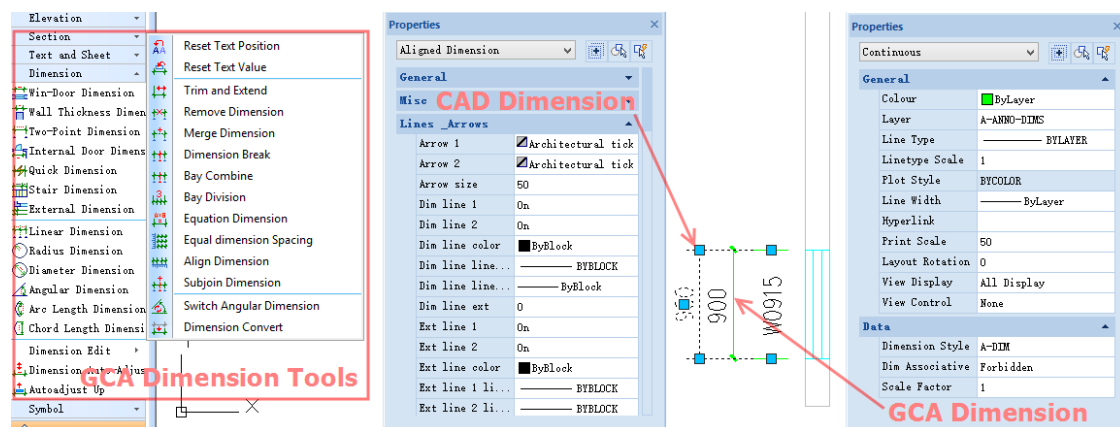 Elevation
Section
Text and Sheet
Dimension
Win-Door Dimension
Wall Thickness Dimen
Two-Point Dimension
Internal Door Dimens
Quick Dimension
Stair Dimension
External Dimension
Linear Dimension
Radius Dimension
Diameter Dimension
Angular Dimension
Arc Length Dimension
Chord Length Dimensi
Dimension Edit
Dimension Auto Adjus
Autoadjust Up
Symbol
Reset Text Position
Reset Text Value
Trim and Extend
Remove Dimension
Merge Dimension
Dimension Break
Bay Combine
Bay Division
Equation Dimension
Equal dimension Spacing
Align Dimension
Subjoin Dimension
Switch Angular Dimension
Dimension Convert
GCA Dimension Tools
Properties
Aligned Dimension
General
Misc
CAD Dimension
Lines _Arrows
Arrow 1 Architectural tick
Arrow 2 Architectural tick
Arrow size 50
Dim line 1 On
Dim line 2 On
Dim line color ByBlock
Dim line line... BYBLOCK
Dim line line... ByBlock
Dim line ext 0
Ext line 1 On
Ext line 2 On
Ext line color ByBlock
Ext line 1 li... BYBLOCK
Ext line 2 li... BYBLOCK
900
W0915
Properties
Continuous
General
Colour ByLayer
Layer A-ANNO-DIMS
Line Type BYLAYER
Linetype Scale 1
Plot Style BYCOLOR
Line Width ByLayer
Hyperlink
Print Scale 50
Layout Rotation 0
View Display All Display
View Control None
Data
Dimension Style A-DIM
Dim Associative Forbidden
Scale Factor 1
GCA Dimension